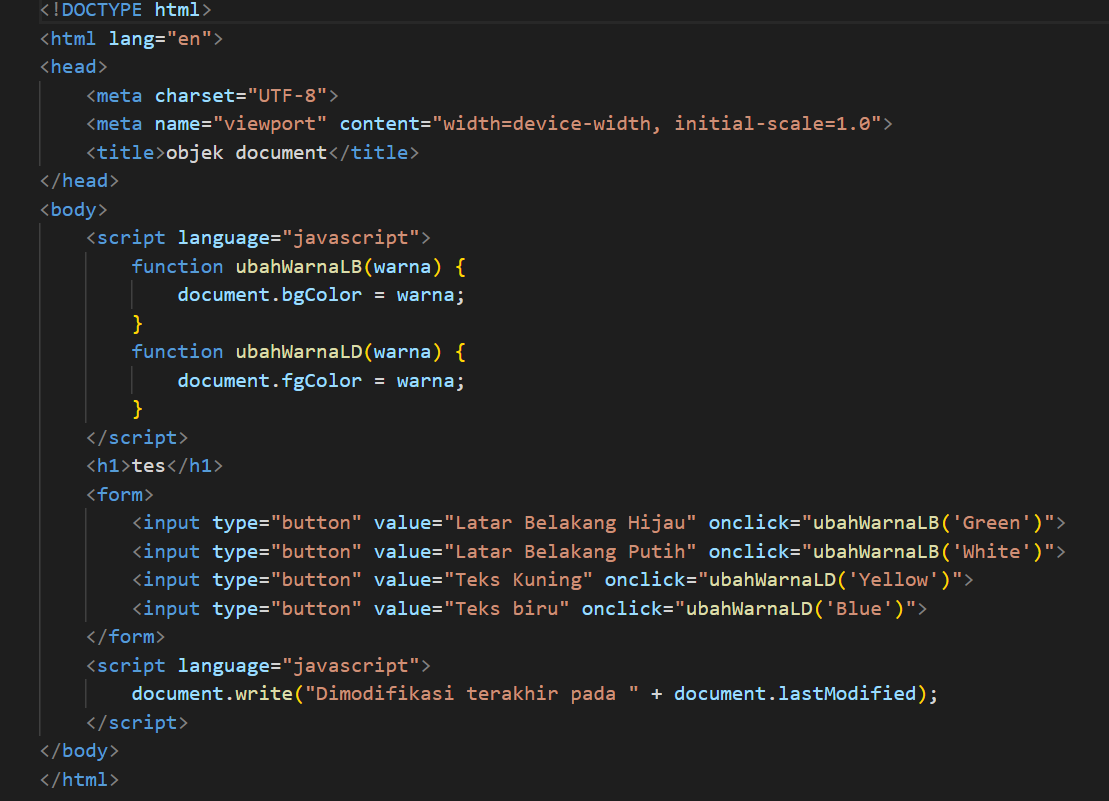 <!DOCTYPE html>
<html lang="en">
<head>
    <meta charset="UTF-8">
    <meta name="viewport" content="width=device-width, initial-scale=1.0">
    <title>objek document</title>
</head>
<body>
    <script language="javascript">
        function ubahWarnaLB(warna) {
            document.bgColor = warna;
        }
        function ubahWarnaLD(warna) {
            document.fgColor = warna;
        }
    </script>
    <h1>tes</h1>
    <form>
        <input type="button" value="Latar Belakang Hijau" onclick="ubahWarnaLB('Green')">
        <input type="button" value="Latar Belakang Putih" onclick="ubahWarnaLB('White')">
        <input type="button" value="Teks Kuning" onclick="ubahWarnaLD('Yellow')">
        <input type="button" value="Teks biru" onclick="ubahWarnaLD('Blue')">
    </form>
    <script language="javascript">
        document.write("Dimodifikasi terakhir pada " + document.lastModified);
    </script>
</body>
</html>